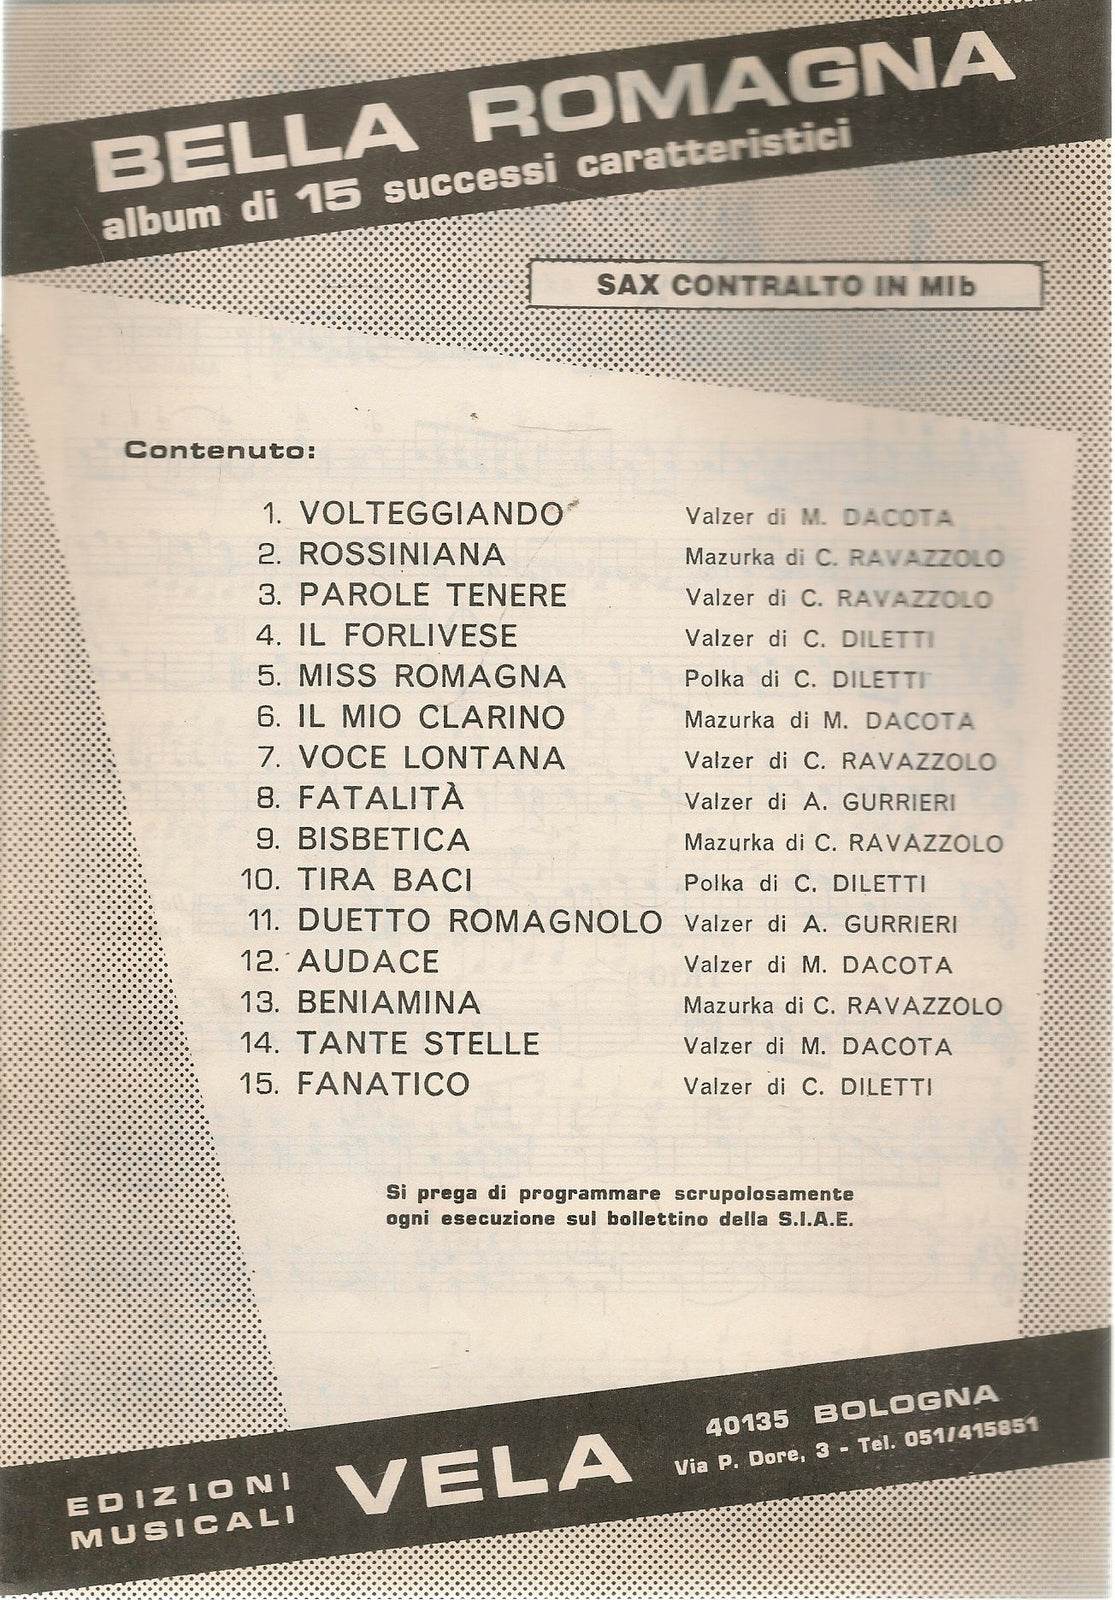 BELLA ROMAGNA
album di 15 successi caratteristici
SAX CONTRALTO IN MIb
Contenuto:
1. VOLTEGGIANDO Valzer di M. DACOTA
2. ROSSINIANA Mazurka di C. RAVAZZOLO
3. PAROLE TENERE Valzer di C. RAVAZZOLO
4. IL FORLIVESE Valzer di C. DILETTI
5. MISS ROMAGNA Polka di C. DILETTI
6. IL MIO CLARINO Mazurka di M. DACOTA
7. VOCE LONTANA Valzer di C. RAVAZZOLO
8. FATALITÀ Valzer di A. GURRIERI
9. BISBETICA Mazurka di C. RAVAZZOLO
10. TIRA BACI Polka di C. DILETTI
11. DUETTO ROMAGNOLO Valzer di A. GURRIERI
12. AUDACE Valzer di M. DACOTA
13. BENIAMINA Mazurka di C. RAVAZZOLO
14. TANTE STELLE Valzer di M. DACOTA
15. FANATICO Valzer di C. DILETTI
Si prega di programmare scrupolosamente
ogni esecuzione sul bollettino della S.I.A.E.
EDIZIONI
MUSICALI
VELA
40135 BOLOGNA
Via P. Dore, 3 - Tel. 051/415851